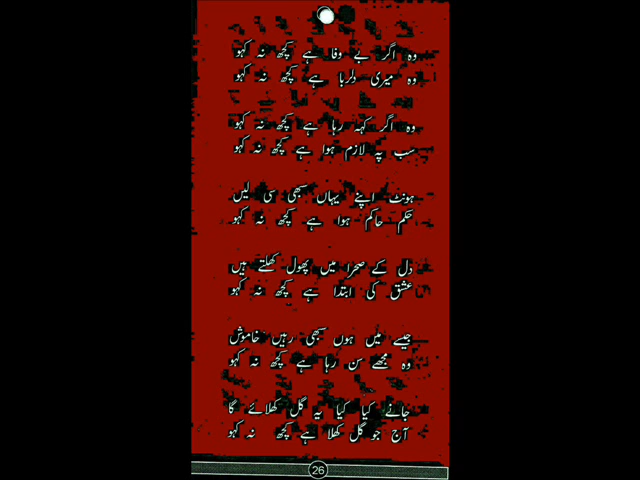 وہ اگر بے وفا ہے کچھ نہ کہو
وہ میری دلربا ہے کچھ نہ کہو
وہ اگر کہہ رہا ہے کچھ نہ کہو
سب پہ لازم ہوا ہے کچھ نہ کہو
ہونٹ اپنے یہاں سبھی سی لیں
حکم حاکم ہوا ہے کچھ نہ کہو
دل کے صحرا میں پھول کھلتے ہیں
عشق کی ابتدا ہے کچھ نہ کہو
جیسے میں ہوں سبھی رہیں خاموش
وہ مجھے سن رہا ہے کچھ نہ کہو
جانے کیا کیا یہ گل کھلائے گا
آج جو گل کھلا ہے کچھ نہ کہو
26